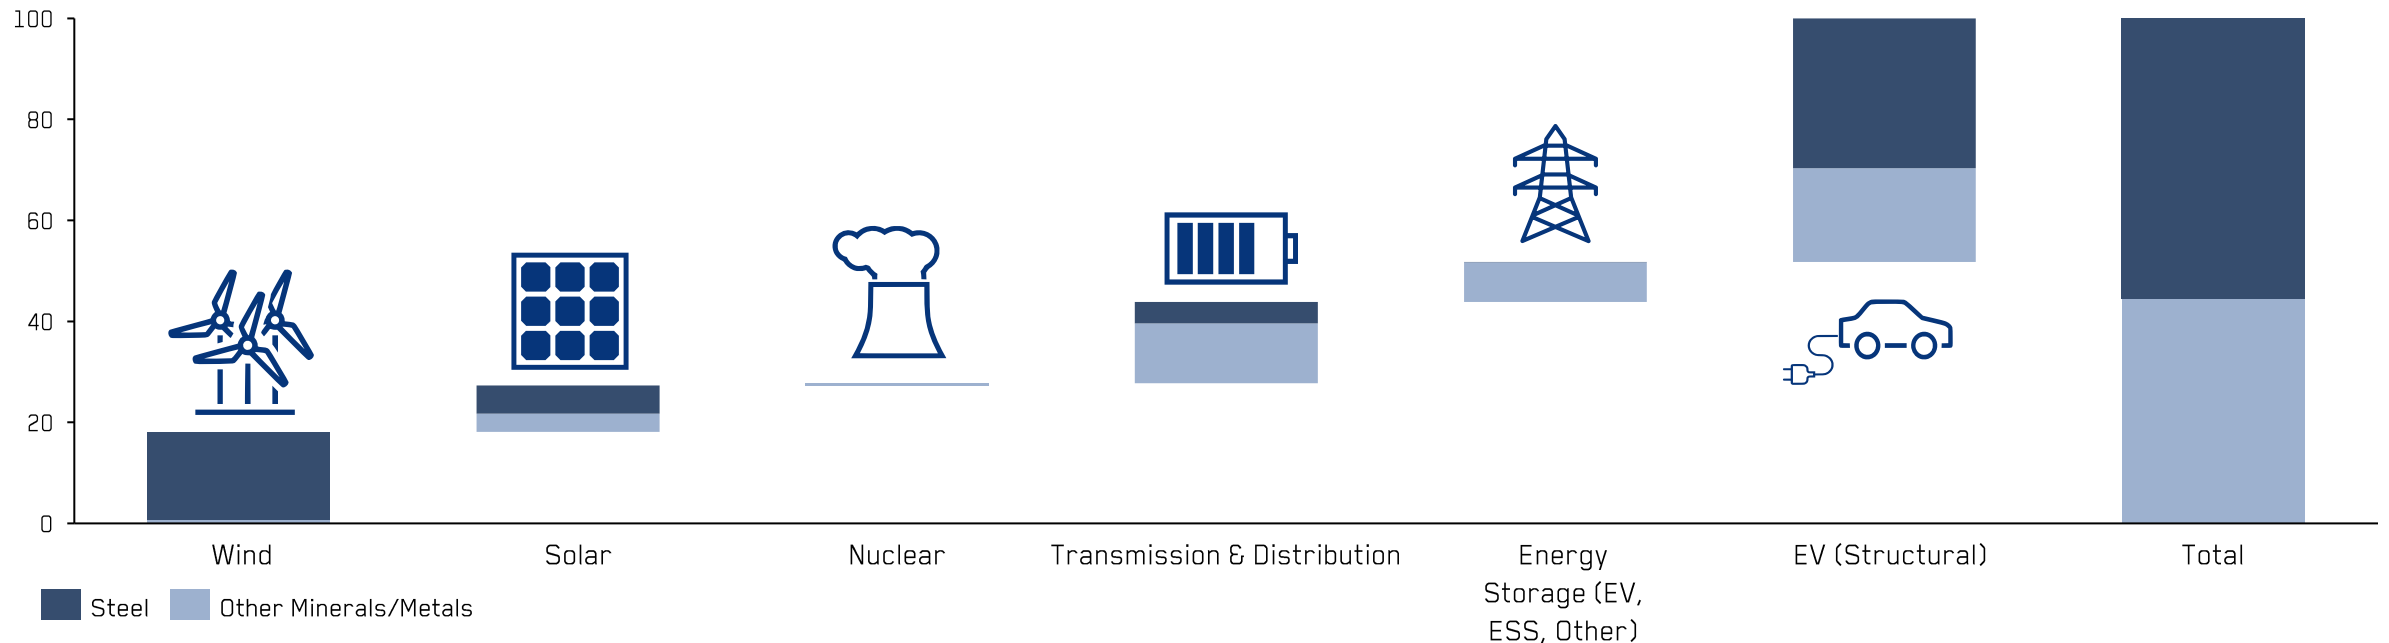 100
80
60
40
20
0
Wind
Solar
Nuclear
Transmission & Distribution
Energy
Storage (EV,
ESS, Other)
EV (Structural)
Total
Steel
Other Minerals/Metals